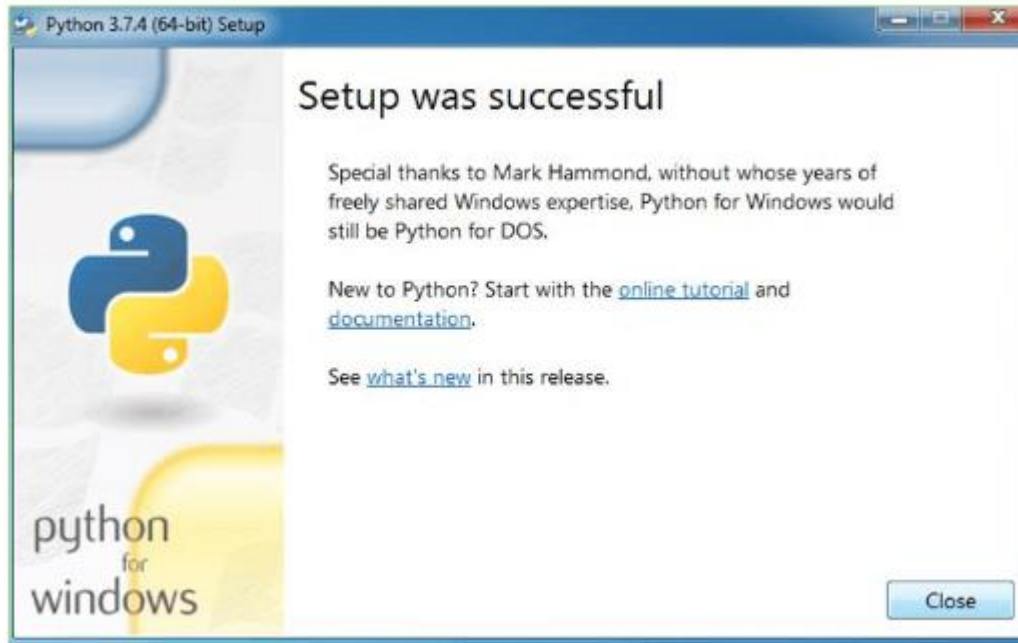 Python 3.7.4 (64-bit) Setup
Setup was successful
Special thanks to Mark Hammond, without whose years of
freely shared Windows expertise, Python for Windows would
still be Python for DOS.
New to Python? Start with the online tutorial and
documentation.
See what's new in this release.
python
for
windows
Close